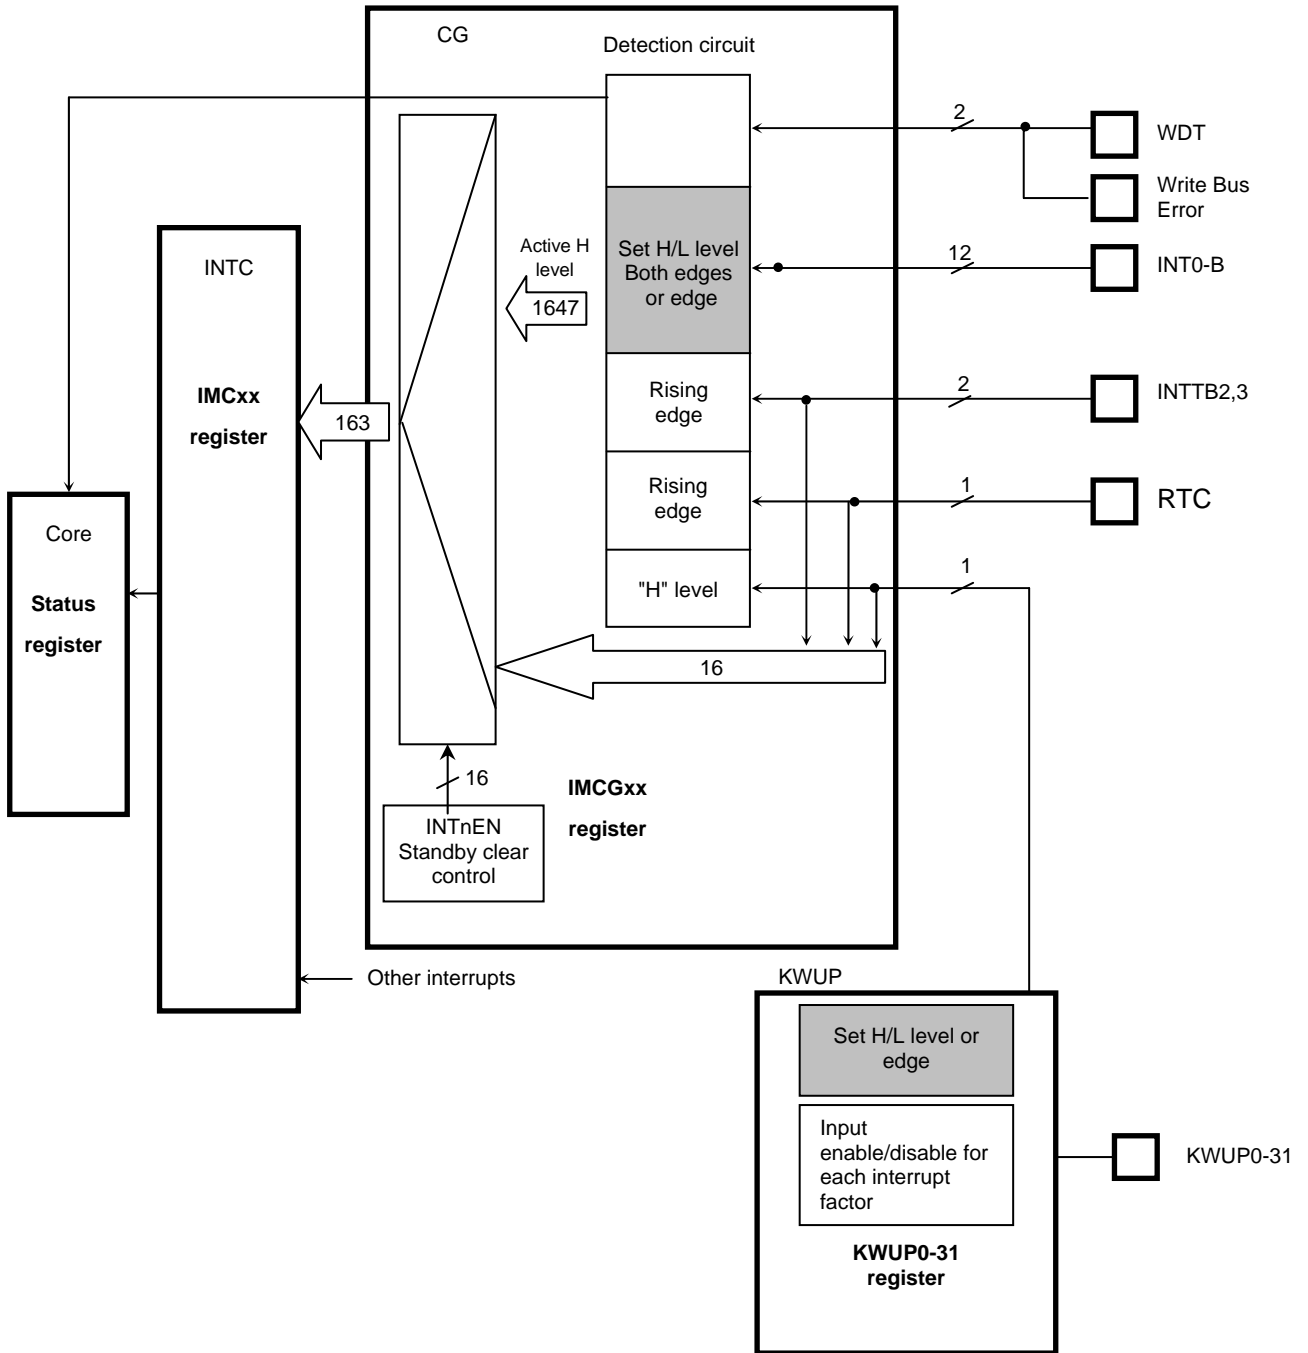 CG
Detection circuit
2
WDT
Write Bus
Error
Set H/L level
Both edges
or edge
Active H
level
1647
12
INT0-B
INTC
IMCxx
register
163
Rising
edge
2
INTTB2,3
Rising
edge
1
RTC
Core
Status
register
"H" level
1
16
16
IMCGxx
register
INTnEN
Standby clear
control
Other interrupts
KWUP
Set H/L level or
edge
Input
enable/disable for
each interrupt
factor
KWUP0-31
register
KWUP0-31